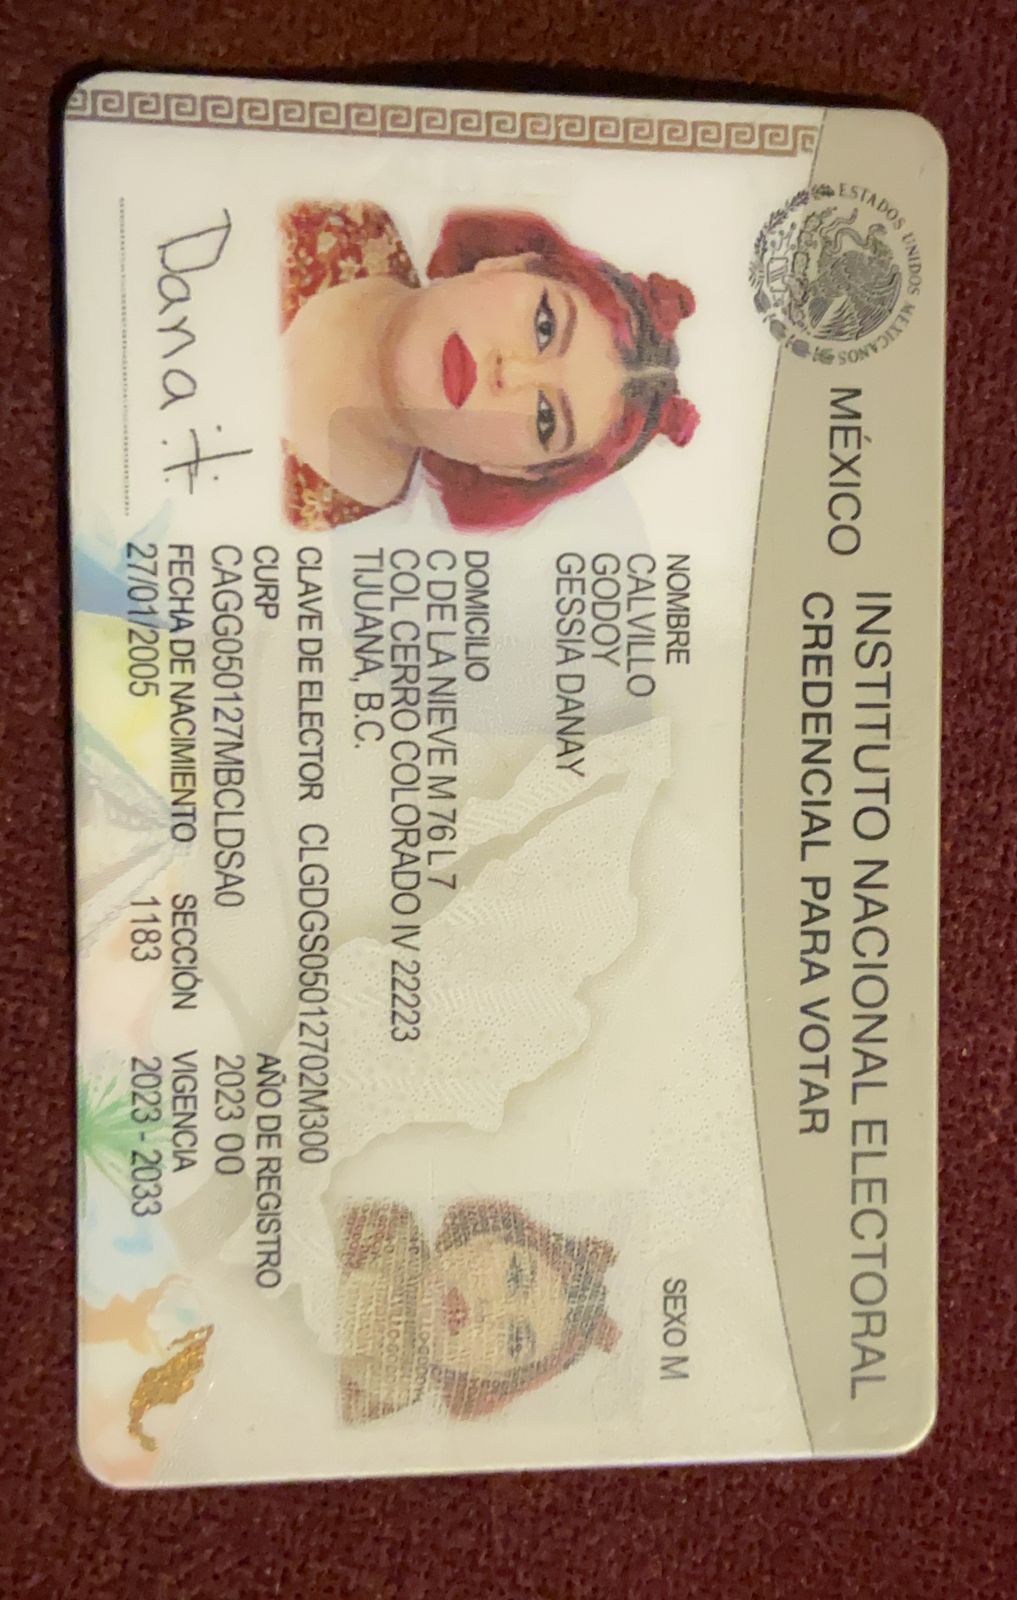 ESTADOS UNIDOS MEXICANOS
MÉXICO INSTITUTO NACIONAL ELECTORAL
CREDENCIAL PARA VOTAR
NOMBRE
CALVILLO
GODOY
GESSIA DANAY
SEXO M
DOMICILIO
C DE LA NIEVE M 76 L 7
COL CERRO COLORADO IV 22223
TIJUANA, B.C.
CLAVE DE ELECTOR CLGDGS05012702M300
CURP
CAGG050127MBCLDSA0
AÑO DE REGISTRO
2023 00
FECHA DE NACIMIENTO
27/01/2005
SECCIÓN
1183
VIGENCIA
2023 - 2033